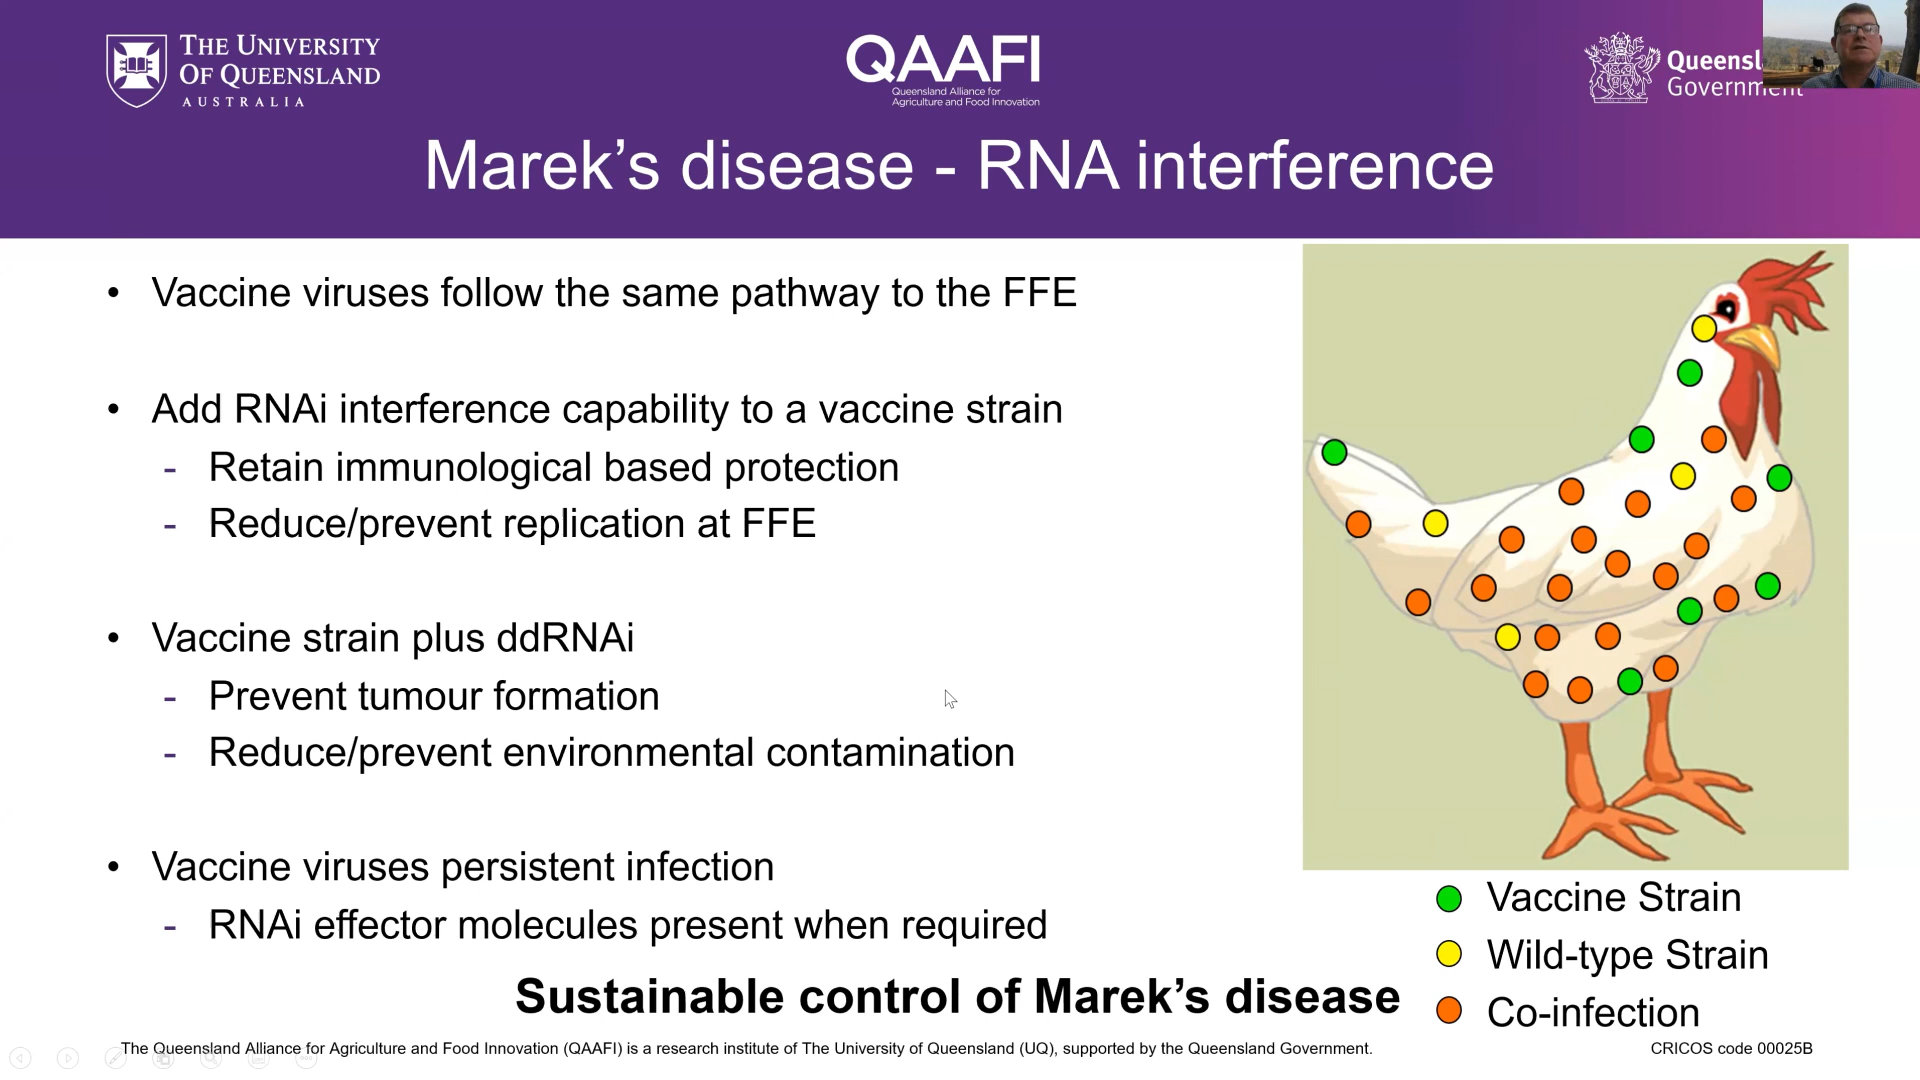 THE UNIVERSITY
OF QUEENSLAND
AUSTRALIA
QAAFI
Queensland Alliance for
Agriculture and Food Innovation
Queensl
Government
Marek’s disease - RNA interference
• Vaccine viruses follow the same pathway to the FFE
• Add RNAi interference capability to a vaccine strain
- Retain immunological based protection
- Reduce/prevent replication at FFE
• Vaccine strain plus ddRNAi
- Prevent tumour formation
- Reduce/prevent environmental contamination
• Vaccine viruses persistent infection
- RNAi effector molecules present when required
Vaccine Strain
Wild-type Strain
Co-infection
Sustainable control of Marek’s disease
The Queensland Alliance for Agriculture and Food Innovation (QAAFI) is a research institute of The University of Queensland (UQ), supported by the Queensland Government.
CRICOS code 00025B